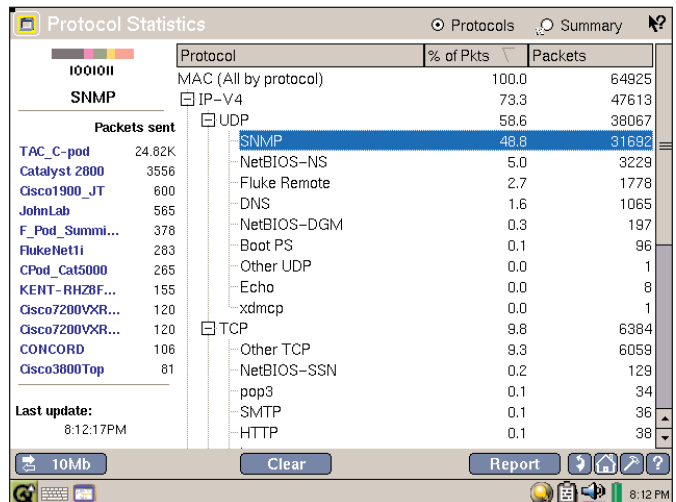 Protocol Statistics
Protocols
Summary
1001011
SNMP
Packets sent
TAC_C-pod 24.82K
Catalyst 2800 3556
Cisco1900_JT 600
JohnLab 565
F_Pod_Summi... 378
FlukeNet1i 283
CPod_Cat5000 265
KENT-RHZ8F... 155
Cisco7200VXR... 120
Cisco7200VXR... 120
CONCORD 106
Cisco3800Top 81
Last update:
8:12:17PM
Protocol % of Pkts Packets
MAC (All by protocol) 100.0 64925
IP-V4 73.3 47613
UDP 58.6 38067
SNMP 48.8 31692
NetBIOS-NS 5.0 3229
Fluke Remote 2.7 1778
DNS 1.6 1065
NetBIOS-DGM 0.3 197
Boot PS 0.1 96
Other UDP 0.0 1
Echo 0.0 8
xdmcp 0.0 1
TCP 9.8 6384
Other TCP 9.3 6059
NetBIOS-SSN 0.2 129
pop3 0.1 34
SMTP 0.1 36
HTTP 0.1 38
10Mb
Clear
Report
?
8:12 PM